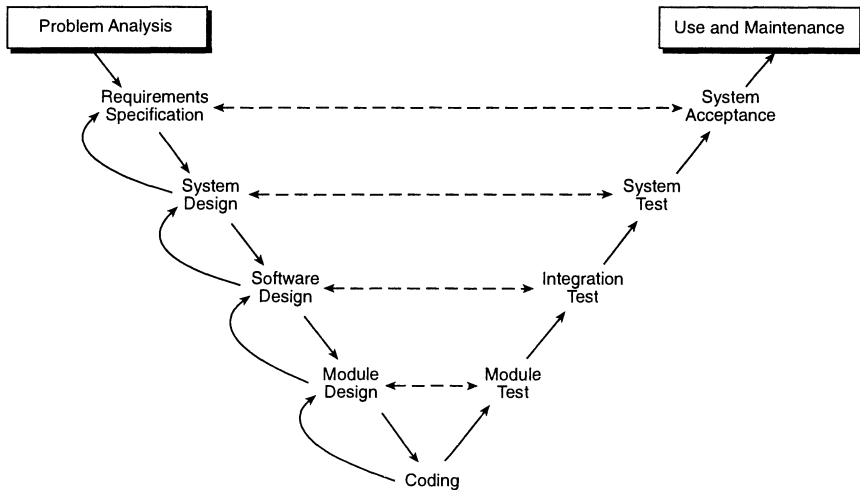 Problem Analysis
Use and Maintenance
Requirements
Specification
System
Acceptance
System
Design
System
Test
Software
Design
Integration
Test
Module
Design
Module
Test
Coding